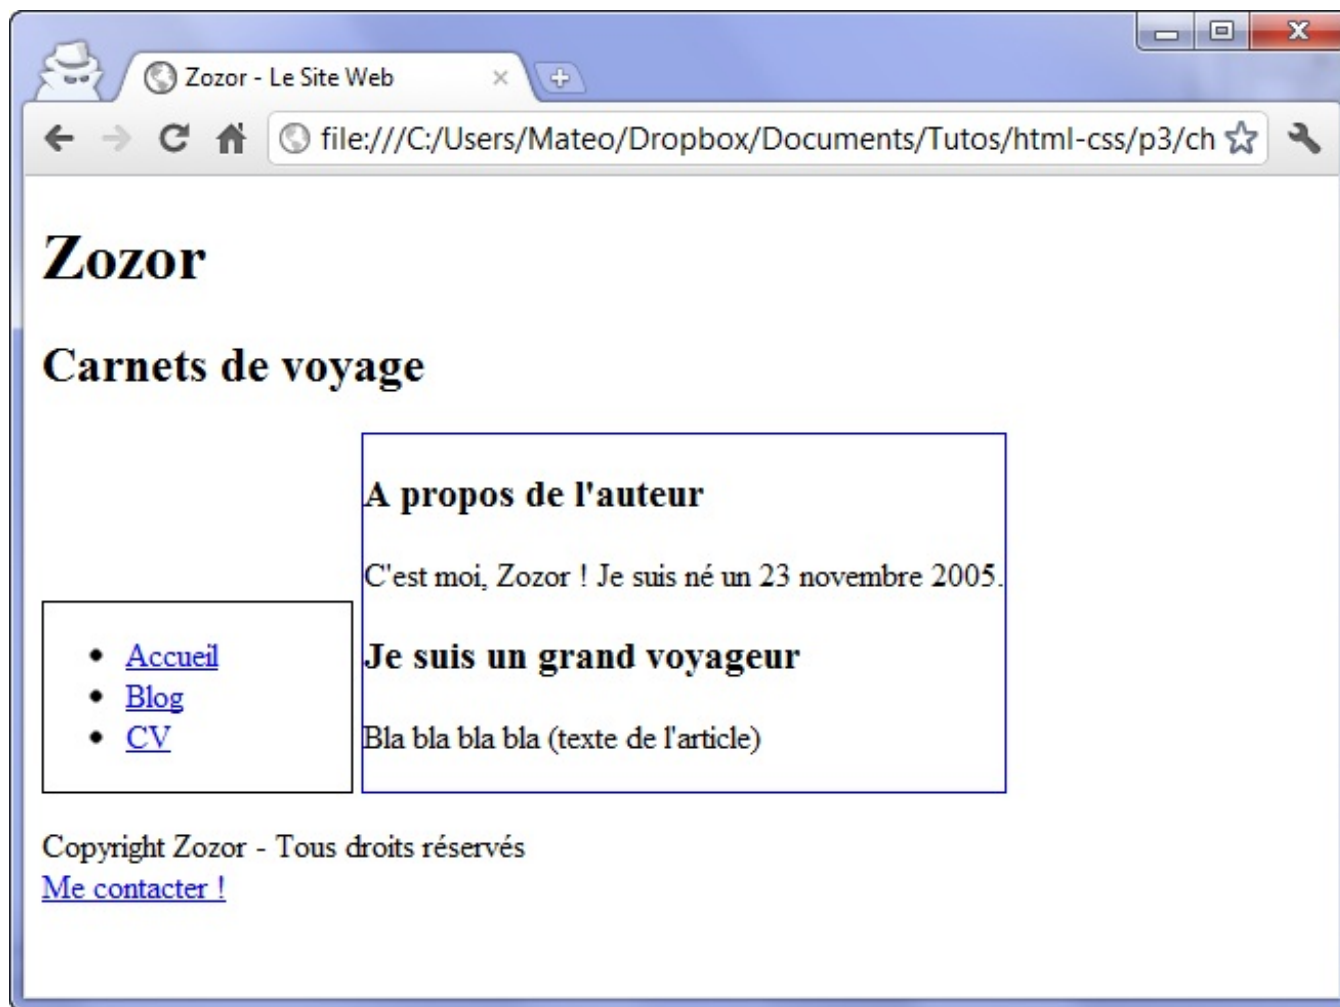 Zozor - Le Site Web
file:///C:/Users/Mateo/Dropbox/Documents/Tutos/html-css/p3/ch
Zozor
Carnets de voyage
Accueil
Blog
CV
A propos de l'auteur
C'est moi, Zozor ! Je suis né un 23 novembre 2005.
Je suis un grand voyageur
Bla bla bla bla (texte de l'article)
Copyright Zozor - Tous droits réservés
Me contacter !